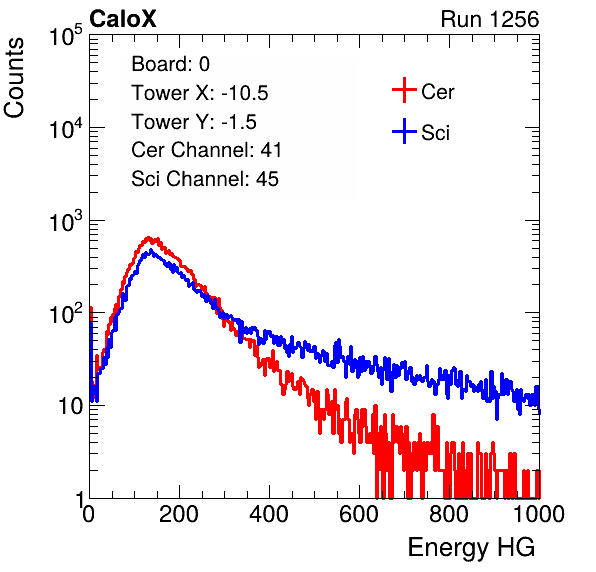 CaloX Run 1256
Counts
10^5
10^4
10^3
10^2
10
1
Board: 0
Tower X: -10.5
Tower Y: -1.5
Cer Channel: 41
Sci Channel: 45
Cer
Sci
0 200 400 600 800 1000
Energy HG